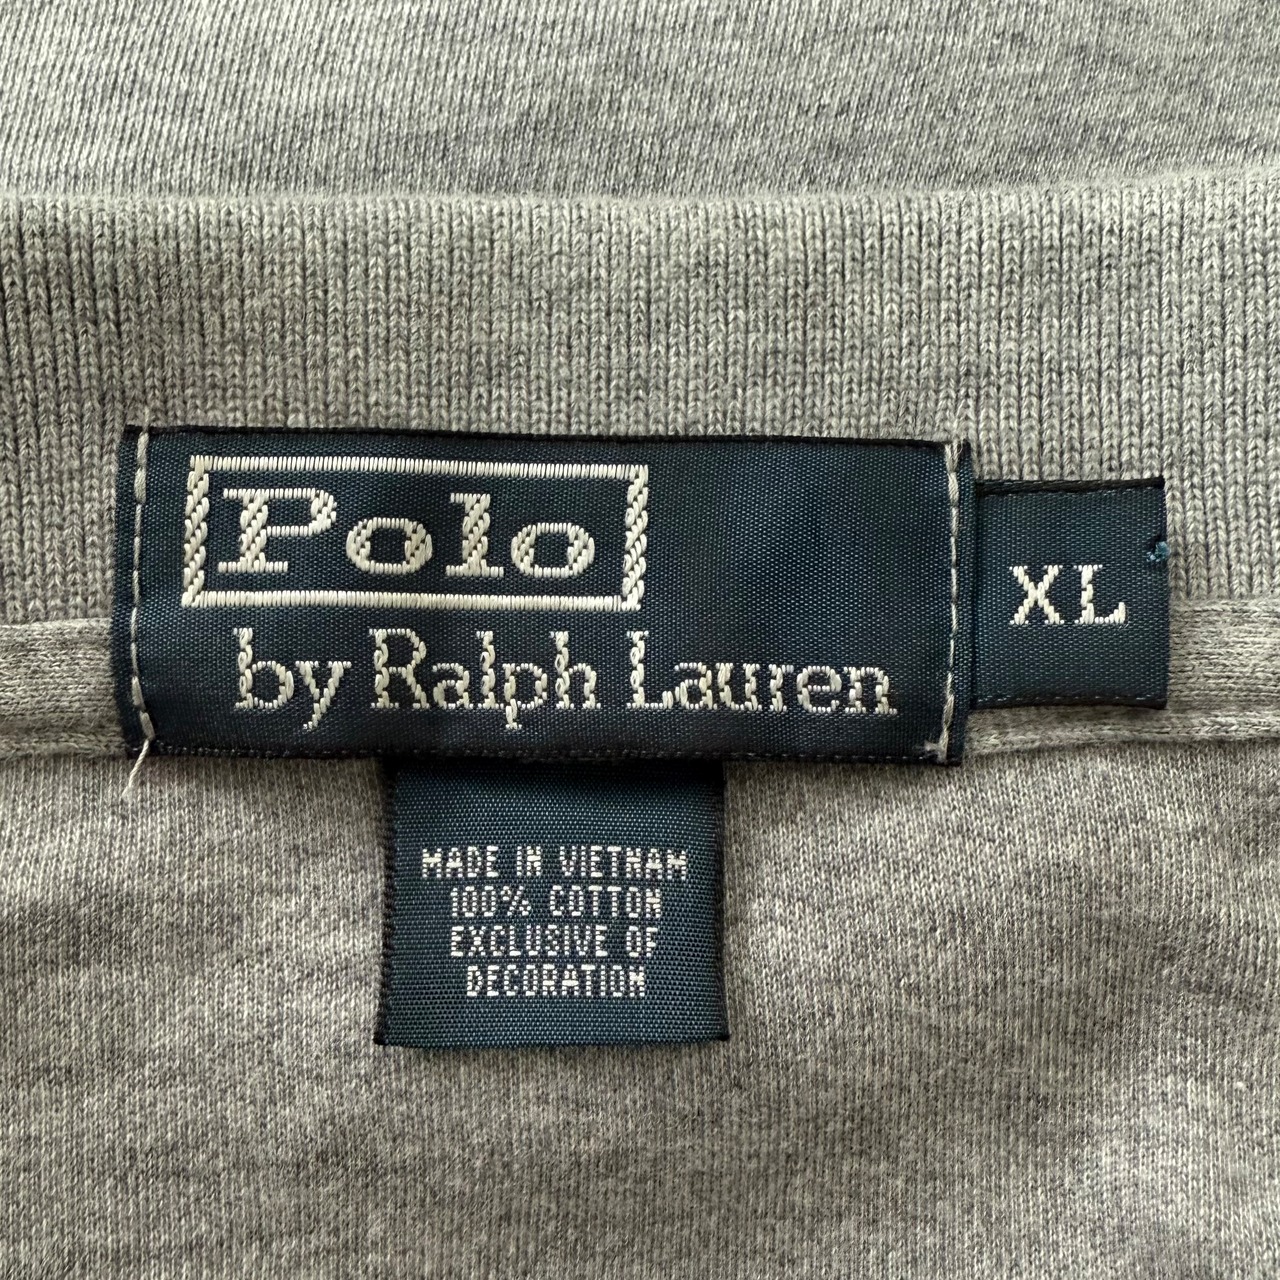 Polo
by Ralph Lauren
XL
MADE IN VIETNAM
100% COTTON
EXCLUSIVE OF
DECORATION